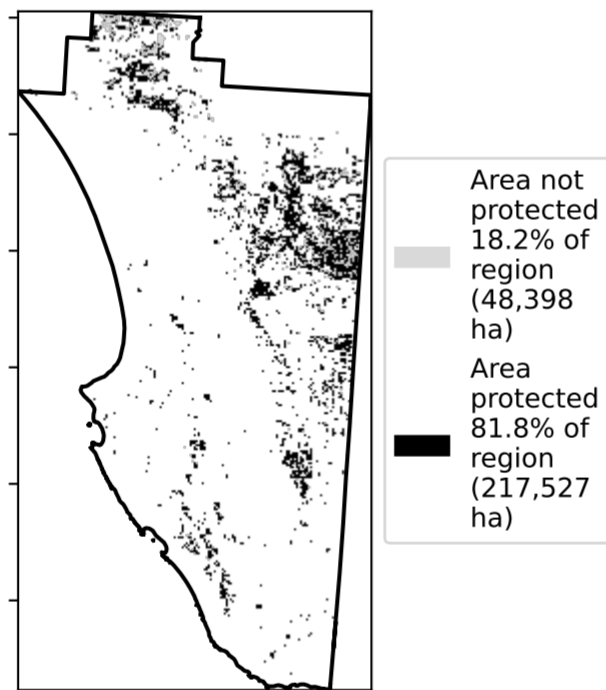 Area not
protected
18.2% of
region
(48,398
ha)
Area
protected
81.8% of
region
(217,527
ha)